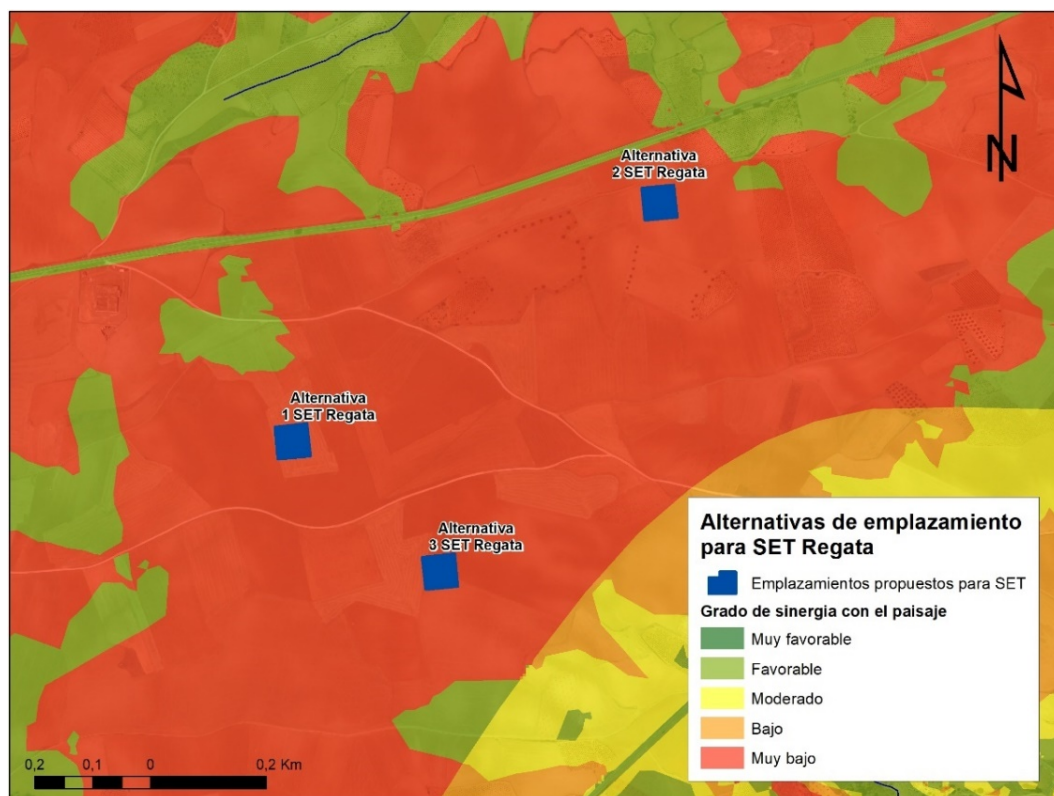 Alternativa
2 SET Regata
N
Alternativa
1 SET Regata
Alternativa
3 SET Regata
Alternativas de emplazamiento
para SET Regata
Emplazamientos propuestos para SET
Grado de sinergia con el paisaje
Muy favorable
Favorable
Moderado
Bajo
Muy bajo
0,2 0,1 0 0,2 Km